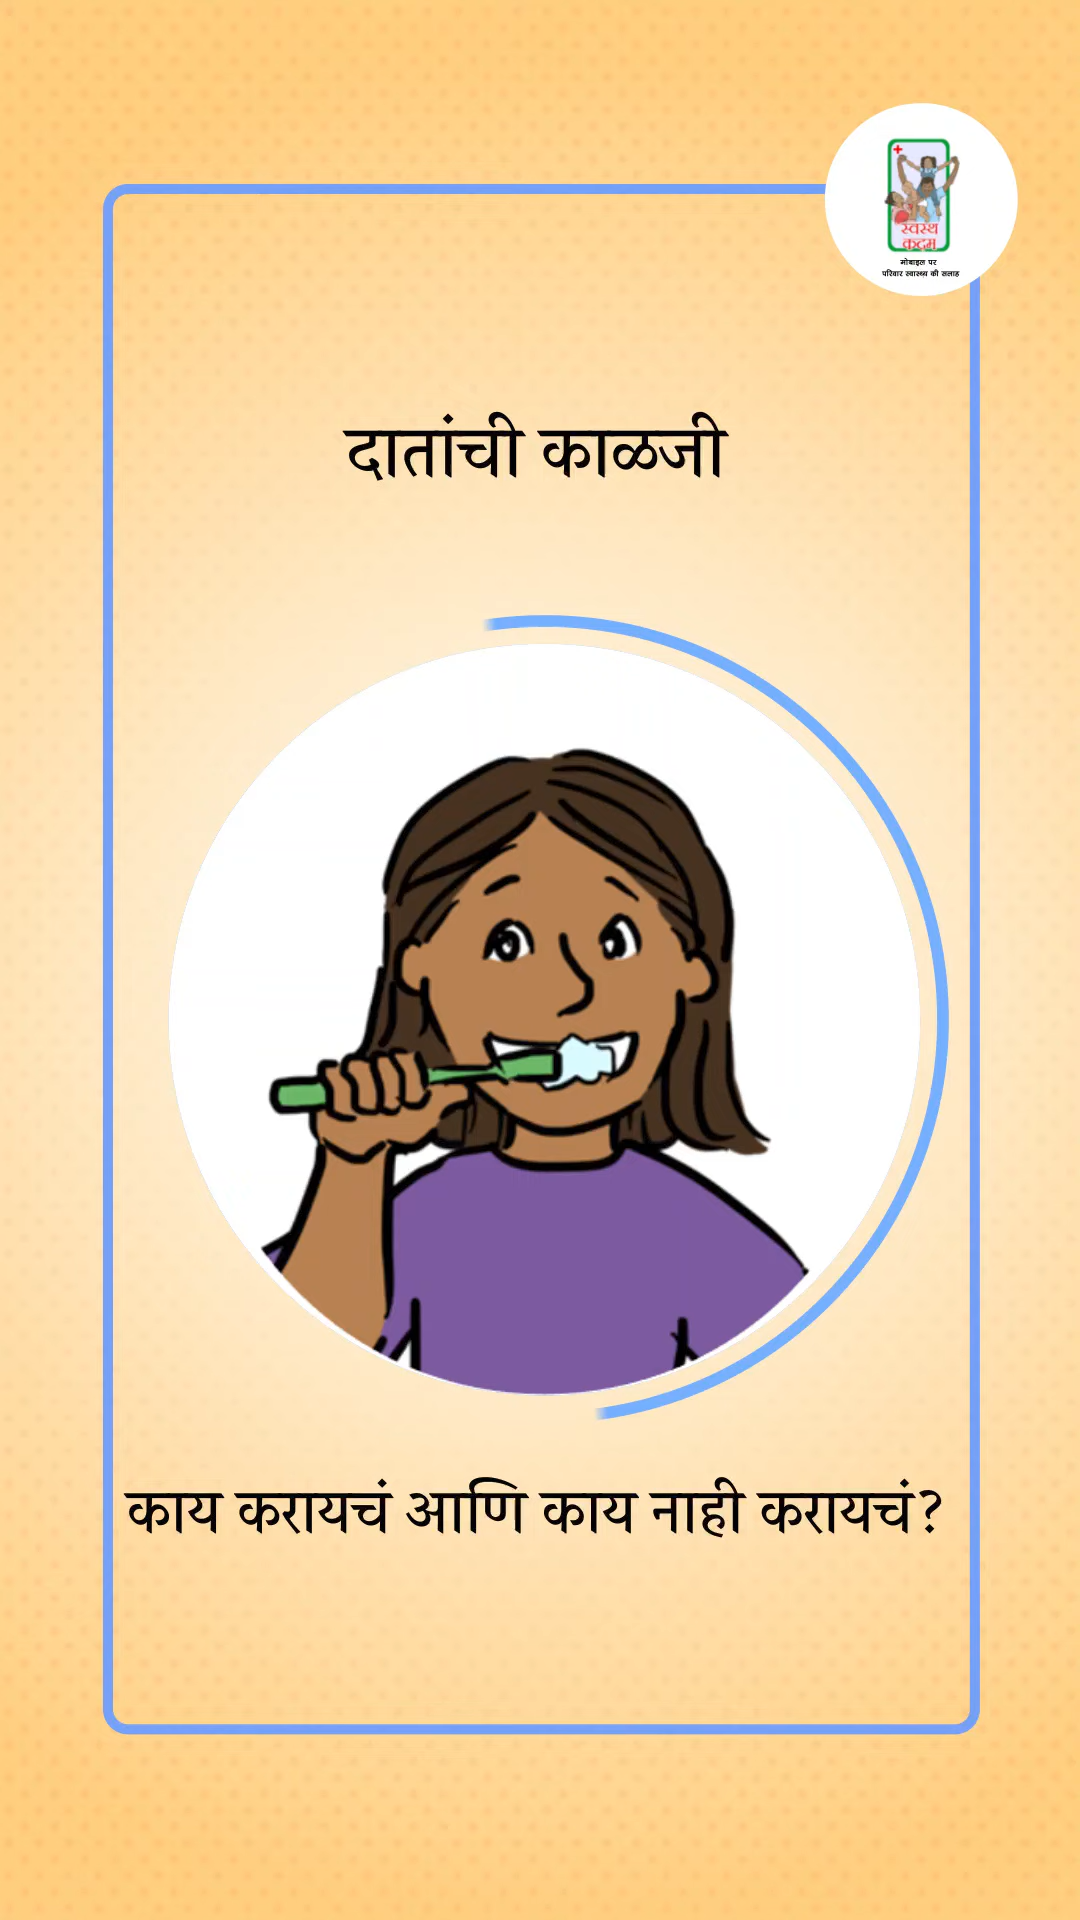 स्वस्थ
कदम
मोबाइल पर
परिवार स्वास्थ्य की सलाह
दातांची काळजी
काय करायचं आणि काय नाही करायचं?